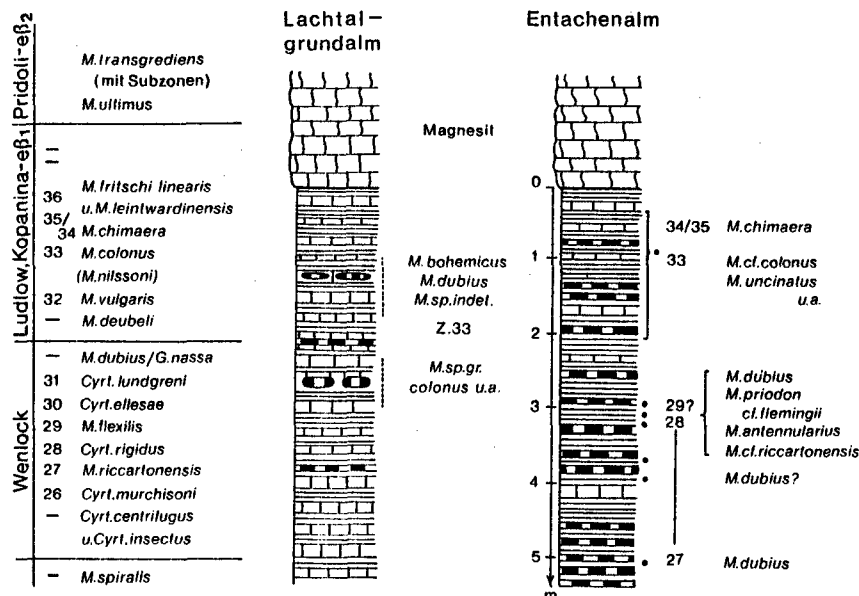 Lachtal-
grundalm
Entachenalm
Pridoli-eβ2
M.transgrediens
(mit Subzonen)
M.ultimus
Ludlow, Kopanina-eβ1
–
–
36 M.fritschi linearis
u.M.leintwardinensis
35/
34 M.chimaera
33 M.colonus
(M.nilssoni)
32 M.vulgaris
– M.deubeli
Wenlock
– M.dubius/G.nassa
31 Cyrt.lundgreni
30 Cyrt.ellesae
29 M.flexilis
28 Cyrt.rigidus
27 M.riccartonensis
26 Cyrt.murchisoni
– Cyrt.centrifugus
u.Cyrt.insectus
– M.spiralis
Magnesit
M.bohemicus
M.dubius
M.sp.indet.
Z.33
M.sp.gr.
colonus u.a.
0
1
2
3
4
5
m
34/35 M.chimaera
33 M.cf.colonus
M.uncinatus
u.a.
M.dubius
M.priodon
29? cf.flemingii
28 M.antennularius
M.cf.riccartonensis
M.dubius?
27 M.dubius